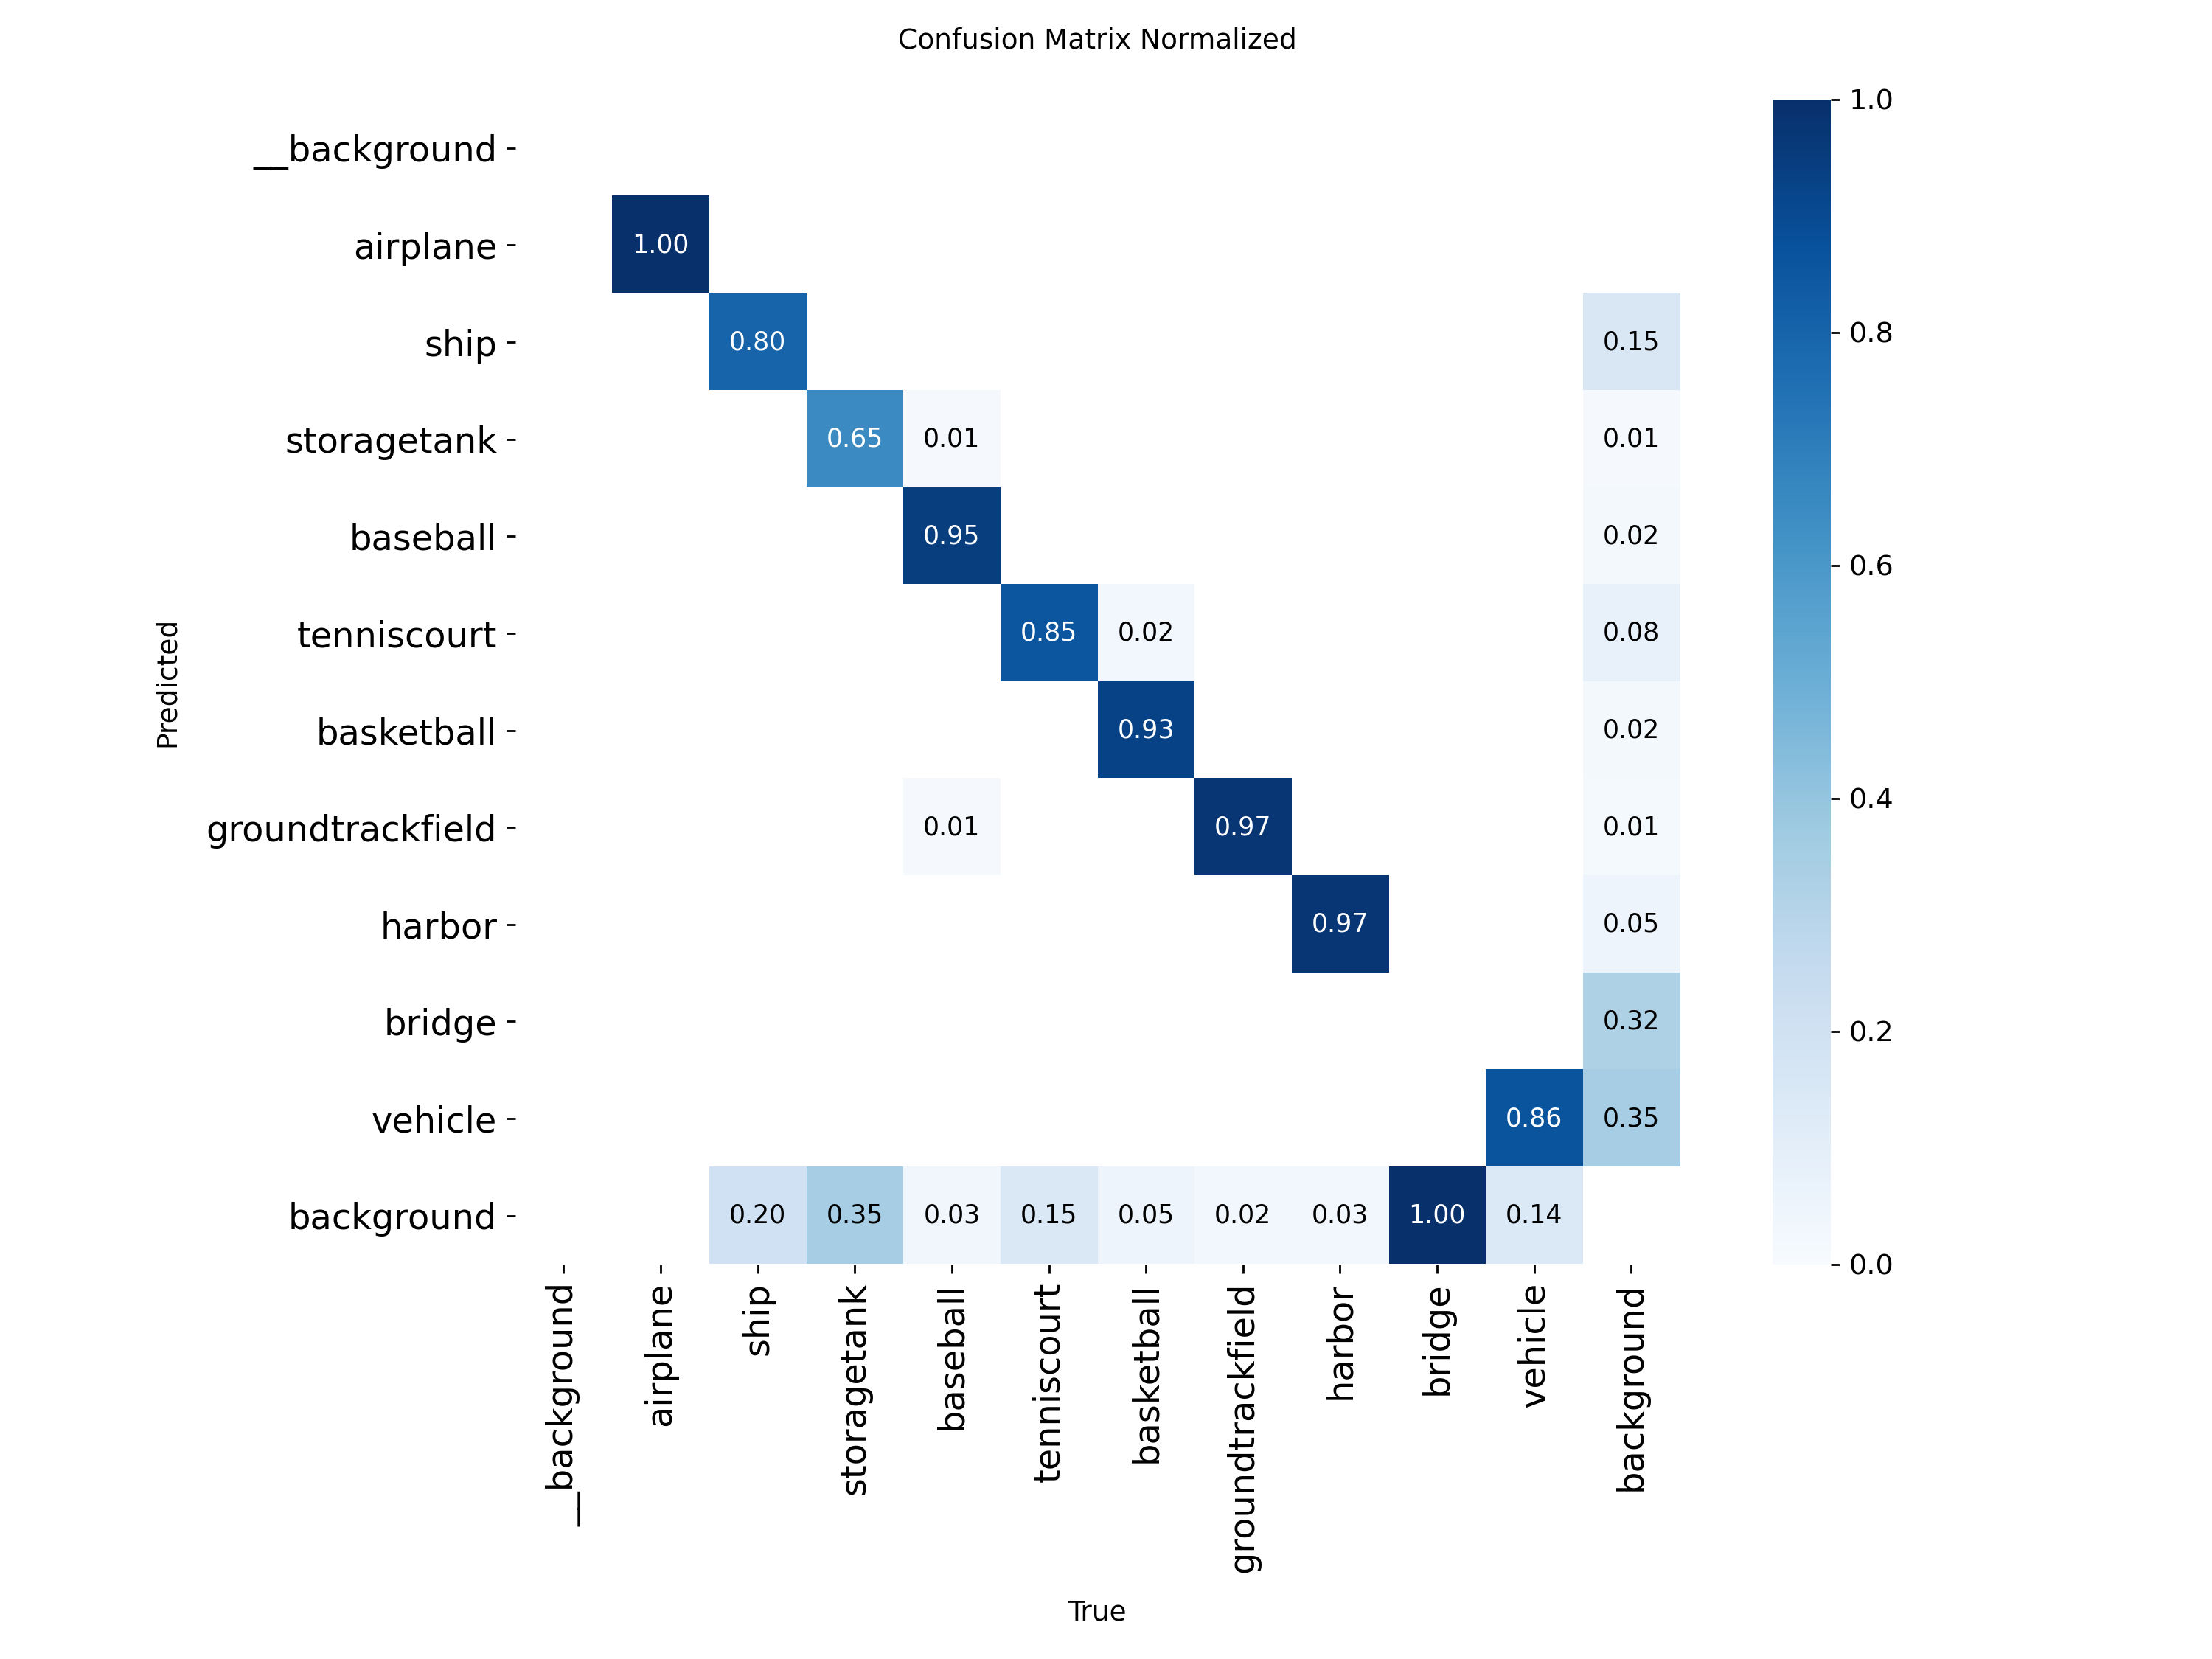 Confusion Matrix Normalized
__background
airplane 1.00
ship 0.80 0.15
storagetank 0.65 0.01 0.01
baseball 0.95 0.02
tenniscourt 0.85 0.02 0.08
basketball 0.93 0.02
groundtrackfield 0.01 0.97 0.01
harbor 0.97 0.05
bridge 0.32
vehicle 0.86 0.35
background 0.20 0.35 0.03 0.15 0.05 0.02 0.03 1.00 0.14
Predicted
__background
airplane
ship
storagetank
baseball
tenniscourt
basketball
groundtrackfield
harbor
bridge
vehicle
background
True
1.0
0.8
0.6
0.4
0.2
0.0